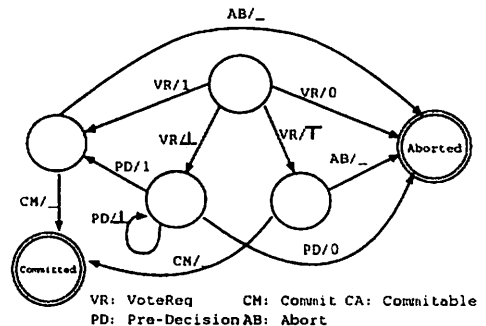 AB/_
VR/1
VR/0
VR/⊥
VR/T
Aborted
PD/1
AB/_
CM/_
PD/⊥
CM/_
PD/0
Committed
VR: VoteReq CM: Commit CA: Commitable
PD: Pre-Decision AB: Abort